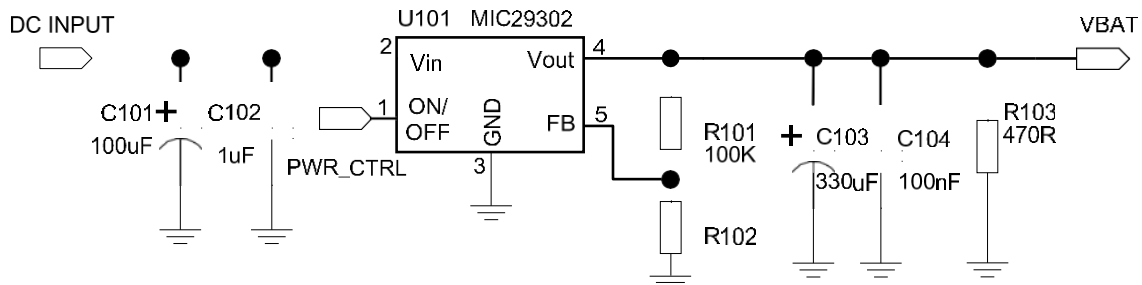 DC INPUT
U101 MIC29302
VBAT
2
4
Vin
Vout
C101
+
C102
1
ON/
OFF
GND
FB
5
100uF
1uF
PWR_CTRL
3
R101
100K
+
C103
330uF
C104
100nF
R103
470R
R102